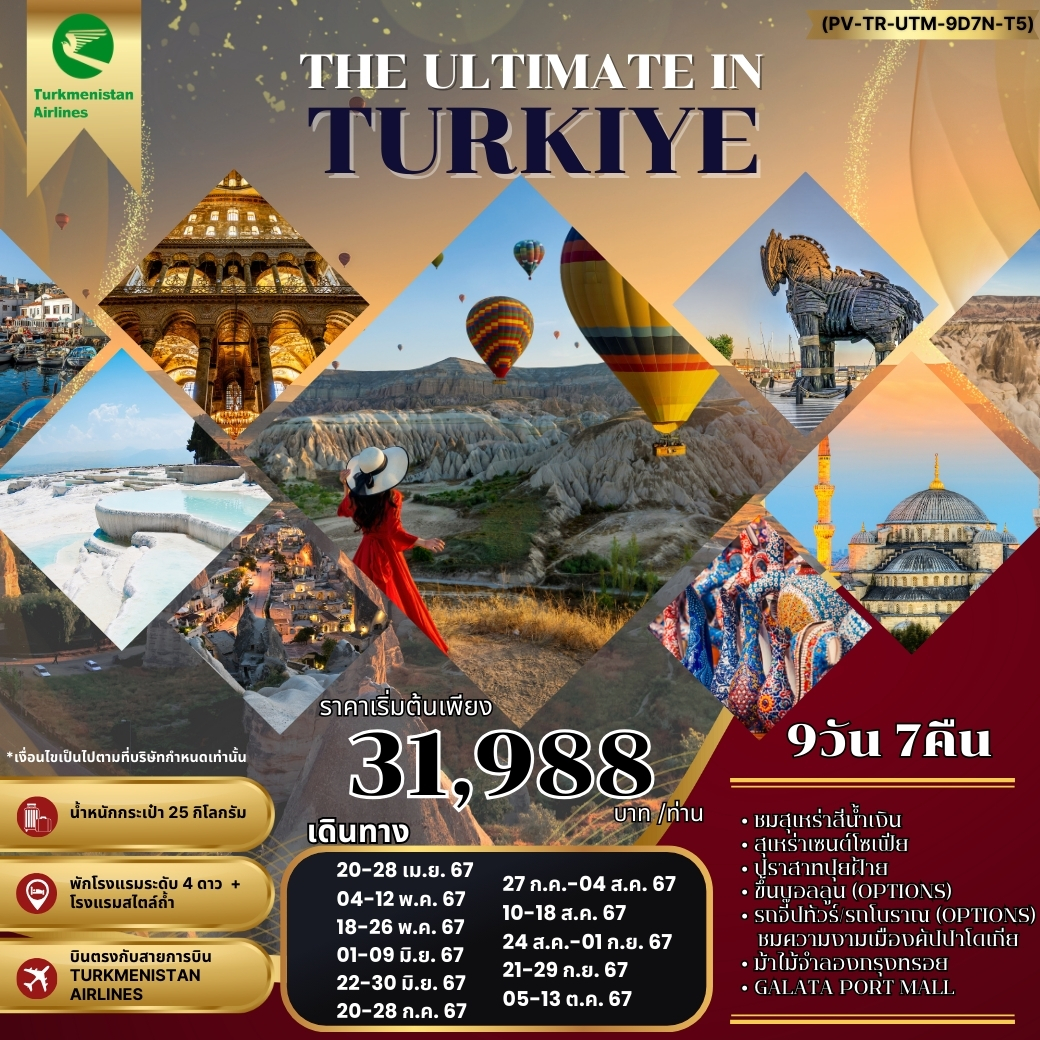 (PV-TR-UTM-9D7N-T5)
Turkmenistan
Airlines
THE ULTIMATE IN
TURKIYE
ราคาเริ่มต้นเพียง
31,988
บาท /ท่าน
9วัน 7คืน
*เงื่อนไขเป็นไปตามที่บริษัทกำหนดเท่านั้น
น้ำหนักกระเป๋า 25 กิโลกรัม
พักโรงแรมระดับ 4 ดาว +
โรงแรมสไตล์ถ้ำ
บินตรงกับสายการบิน
TURKMENISTAN
AIRLINES
เดินทาง
20-28 เม.ย. 67
04-12 พ.ค. 67
18-26 พ.ค. 67
01-09 มิ.ย. 67
22-30 มิ.ย. 67
20-28 ก.ค. 67
27 ก.ค.-04 ส.ค. 67
10-18 ส.ค. 67
24 ส.ค.-01 ก.ย. 67
21-29 ก.ย. 67
05-13 ต.ค. 67
• ชมสุเหร่าสีน้ำเงิน
• สุเหร่าเซนต์โซเฟีย
• ปราสาทปุยฝ้าย
• ขึ้นบอลลูน (OPTIONS)
• รถจี๊ปทัวร์/รถโบราณ (OPTIONS)
ชมความงามเมืองคัปปาโดเกีย
• ม้าไม้จำลองกรุงทรอย
• GALATA PORT MALL